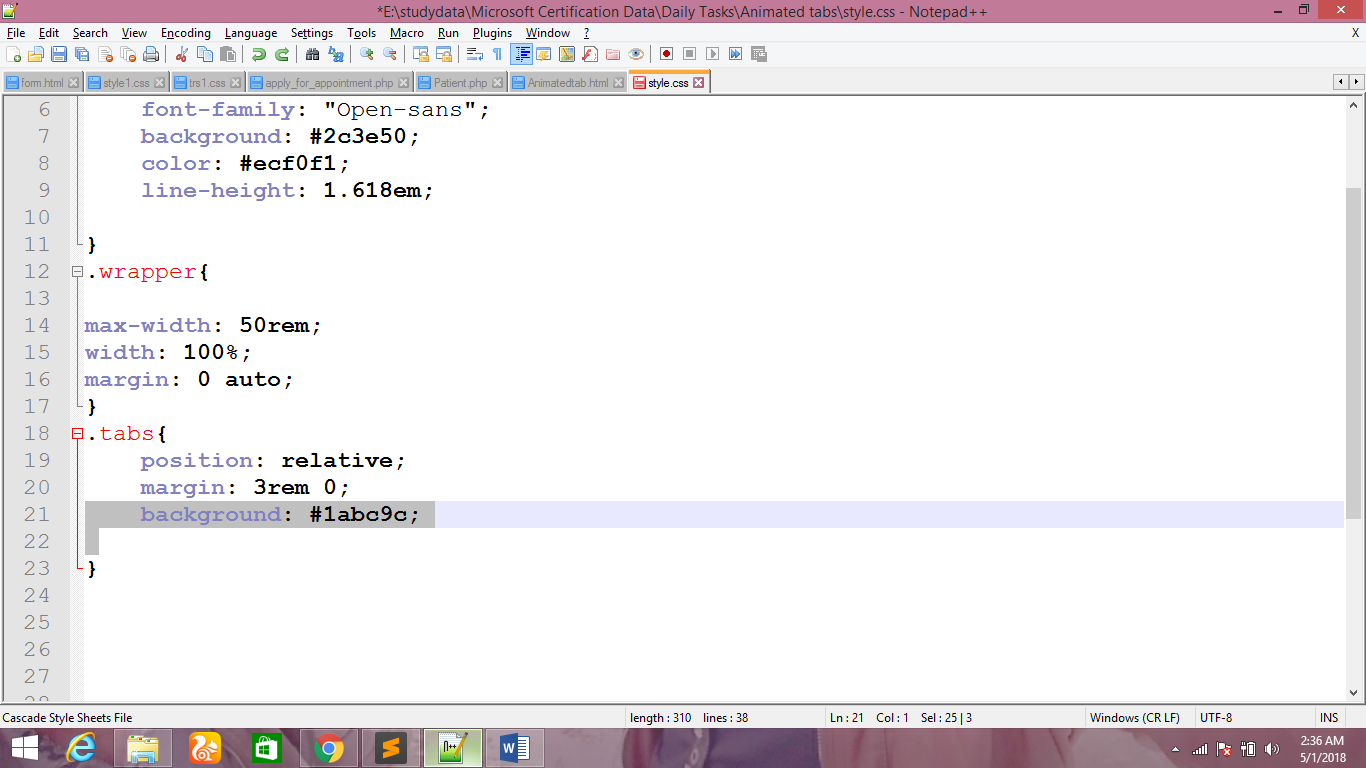 *E:\studydata\Microsoft Certification Data\Daily Tasks\Animated tabs\style.css - Notepad++
File Edit Search View Encoding Language Settings Tools Macro Run Plugins Window ? X
form.html style1.css trs1.css apply_for_appointment.php Patient.php Animatedtab.html style.css
6 font-family: "Open-sans";
7 background: #2c3e50;
8 color: #ecf0f1;
9 line-height: 1.618em;
10
11 }
12 .wrapper{
13
14 max-width: 50rem;
15 width: 100%;
16 margin: 0 auto;
17 }
18 .tabs{
19 position: relative;
20 margin: 3rem 0;
21 background: #1abc9c;
22
23 }
24
25
26
27
28
Cascade Style Sheets File length : 310 lines : 38 Ln : 21 Col : 1 Sel : 25 | 3 Windows (CR LF) UTF-8 INS
2:36 AM
5/1/2018